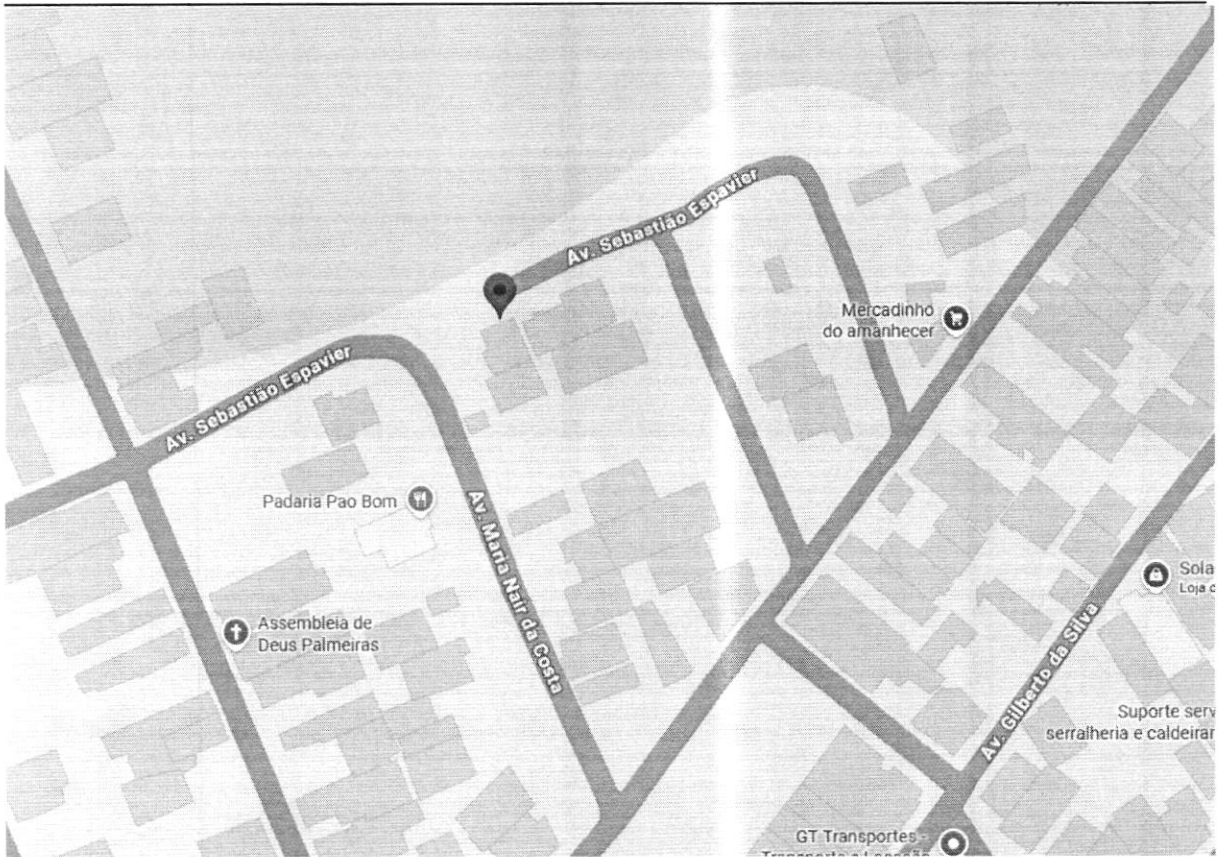 Av. Sebastião Espavier
Mercadinho
do amanhecer
Av. Sebastião Espavier
Padaria Pao Bom
Av. Maria Nair da Costa
Assembleia de
Deus Palmeiras
Sola
Loja
Av. Gilberto da Silva
Suporte serv
serralheria e caldeirar
GT Transportes -